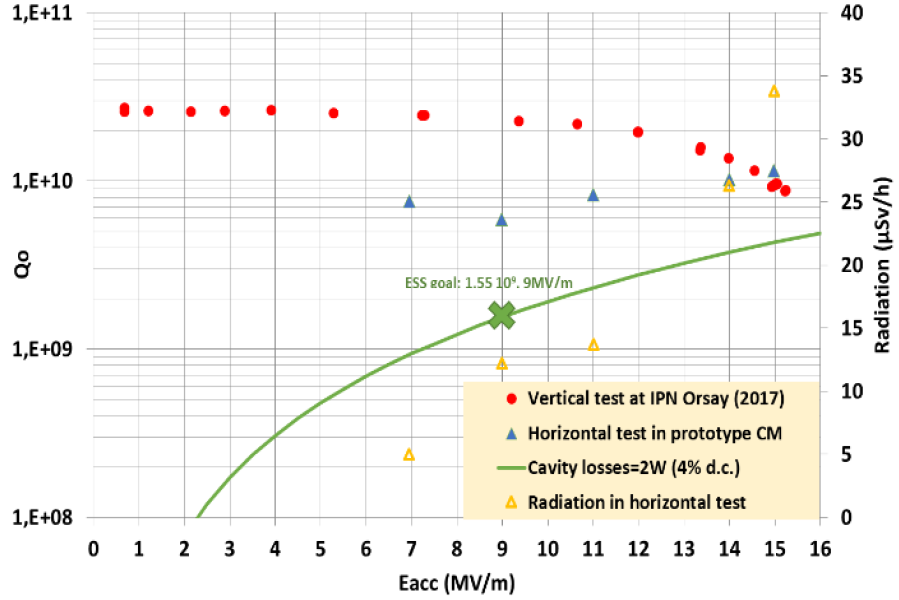 1,E+11
1,E+10
1,E+09
1,E+08
Qo
40
35
30
25
20
15
10
5
0
Radiation (µSv/h)
ESS goal: 1.55 10⁹. 9MV/m
Vertical test at IPN Orsay (2017)
Horizontal test in prototype CM
Cavity losses=2W (4% d.c.)
Radiation in horizontal test
0 1 2 3 4 5 6 7 8 9 10 11 12 13 14 15 16
Eacc (MV/m)